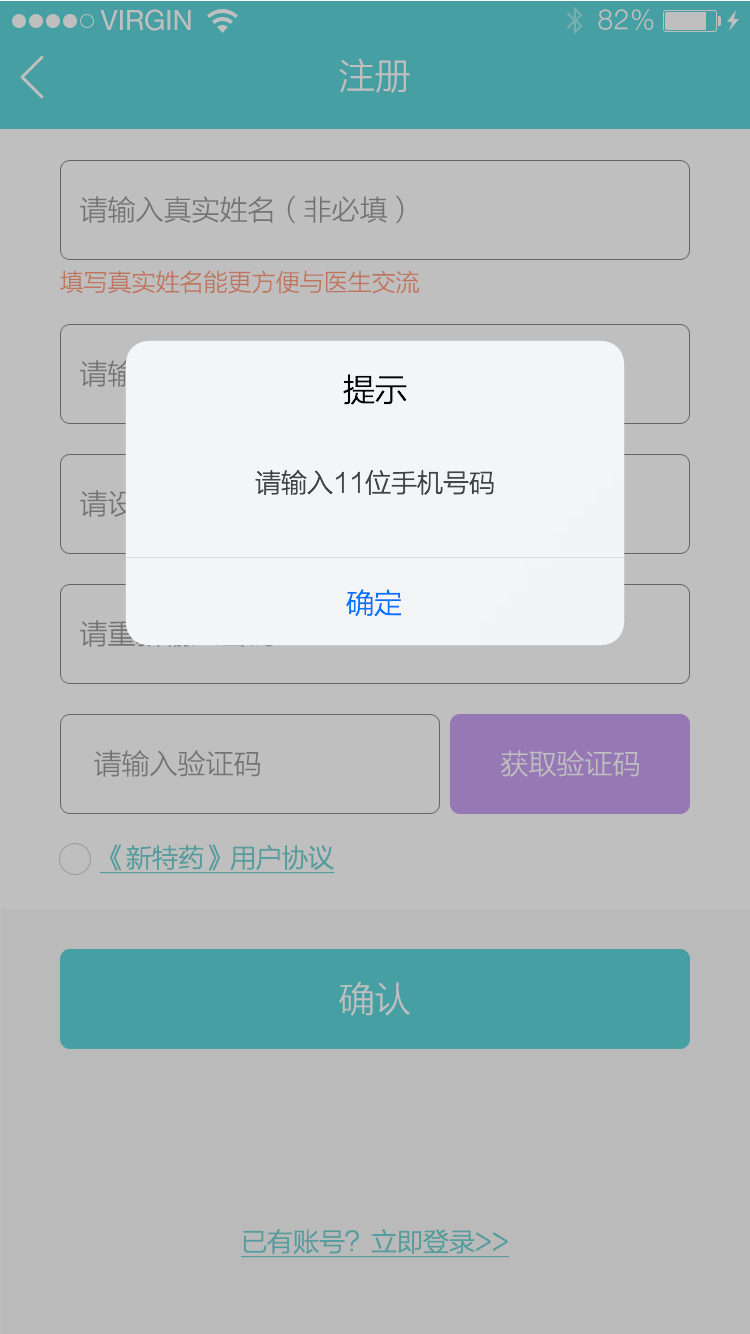 VIRGIN 82%
注册
请输入真实姓名（非必填）
填写真实姓名能更方便与医生交流
请输
提示
请输入11位手机号码
请设
确定
请重
请输入验证码 获取验证码
《新特药》用户协议
确认
已有账号？立即登录>>